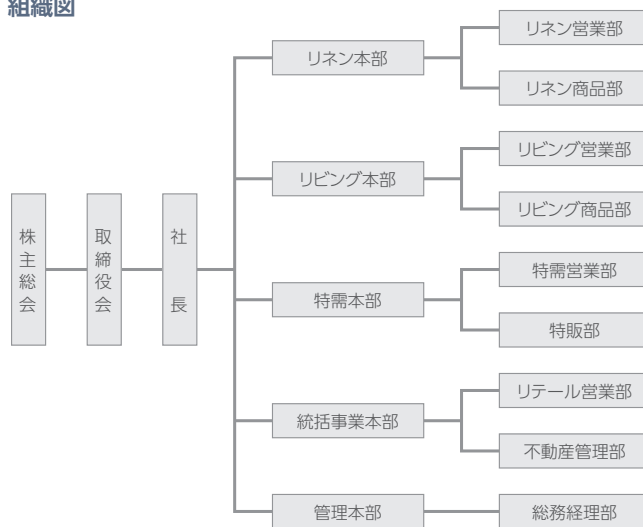 組織図
株主総会
取締役会
社長
リネン本部
リネン営業部
リネン商品部
リビング本部
リビング営業部
リビング商品部
特需本部
特需営業部
特販部
統括事業本部
リテール営業部
不動産管理部
管理本部
総務経理部